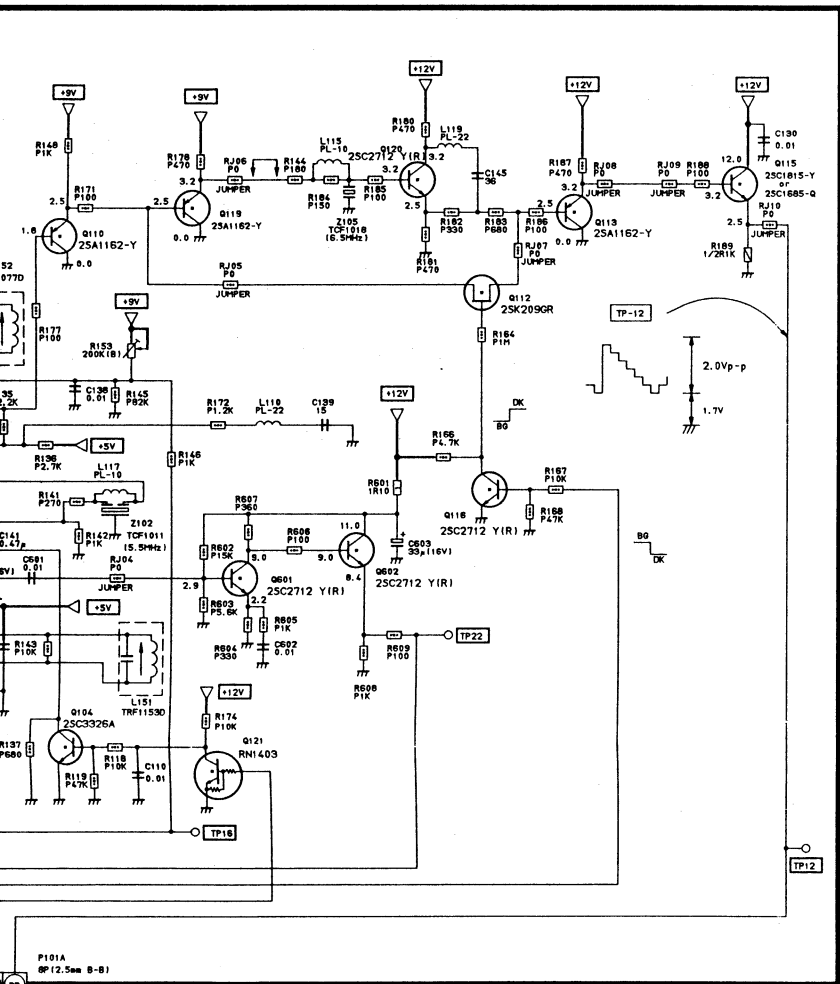 +9V
+9V
+12V
+12V
+12V
R148
P1K
R178
P470
RJ06
P0
JUMPER
R144
P180
L115
PL-10
R184
P150
Z105
TCF1018
(6.5MHz)
R185
P100
R180
P470
Q120
2SC2712 Y(R)
3.2
L119
PL-22
C145
36
R187
P470
RJ08
P0
JUMPER
RJ09
P0
JUMPER
R188
P100
C130
0.01
12.0
Q115
2SC1815-Y
or
2SC1685-Q
RJ10
P0
JUMPER
R189
1/2R1K
2.5
3.2
R171
P100
2.5
1.8
Q110
2SA1162-Y
0.0
2.5
3.2
Q119
2SA1162-Y
0.0
3.2
2.5
R182
P330
R183
P680
R181
P470
R186
P100
RJ07
P0
JUMPER
2.5
3.2
Q113
2SA1162-Y
0.0
RJ05
P0
JUMPER
Q112
2SK209GR
R164
P1M
TP-12
2.0Vp-p
1.7V
52
077D
R177
P100
+9V
R153
200K(B)
C138
0.01
R145
P82K
35
2.2K
R172
P1.2K
L110
PL-22
C139
15
+12V
DK
BG
R136
P2.7K
+5V
R146
P1K
R166
P4.7K
R601
1R10
R167
P10K
R168
P47K
Q116
2SC2712 Y(R)
L117
PL-10
R141
P270
R142
P1K
Z102
TCF1011
(5.5MHz)
C141
0.47μ
R607
P360
R606
P100
11.0
C603
33μ(16V)
BG
DK
6V)
C601
0.01
RJ04
P0
JUMPER
R602
P15K
9.0
9.0
Q601
2SC2712 Y(R)
2.9
2.2
Q602
2SC2712 Y(R)
8.4
+5V
R603
P5.6K
R604
P330
R605
P1K
C602
0.01
R609
P100
TP22
R608
P1K
R143
P10K
L151
TRF1153D
Q104
2SC3326A
+12V
R174
P10K
Q121
RN1403
R137
P680
R119
P47K
R118
P10K
C110
0.01
TP16
TP12
P101A
8P(2.5mm B-B)